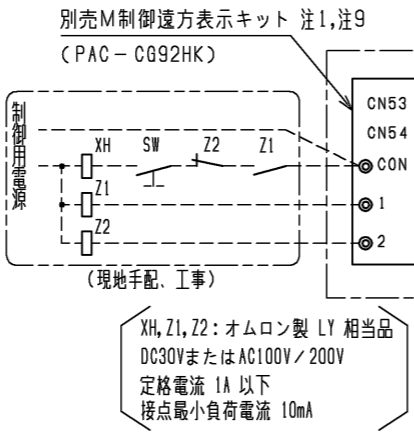 別売M制御遠方表示キット 注1,注9
(PAC-CG92HK)
制御用電源
CN53
CN54
XH SW Z2 Z1
CON
Z1
1
Z2
2
(現地手配、工事)
XH,Z1,Z2:オムロン製 LY 相当品
DC30VまたはAC100V/200V
定格電流 1A 以下
接点最小負荷電流 10mA